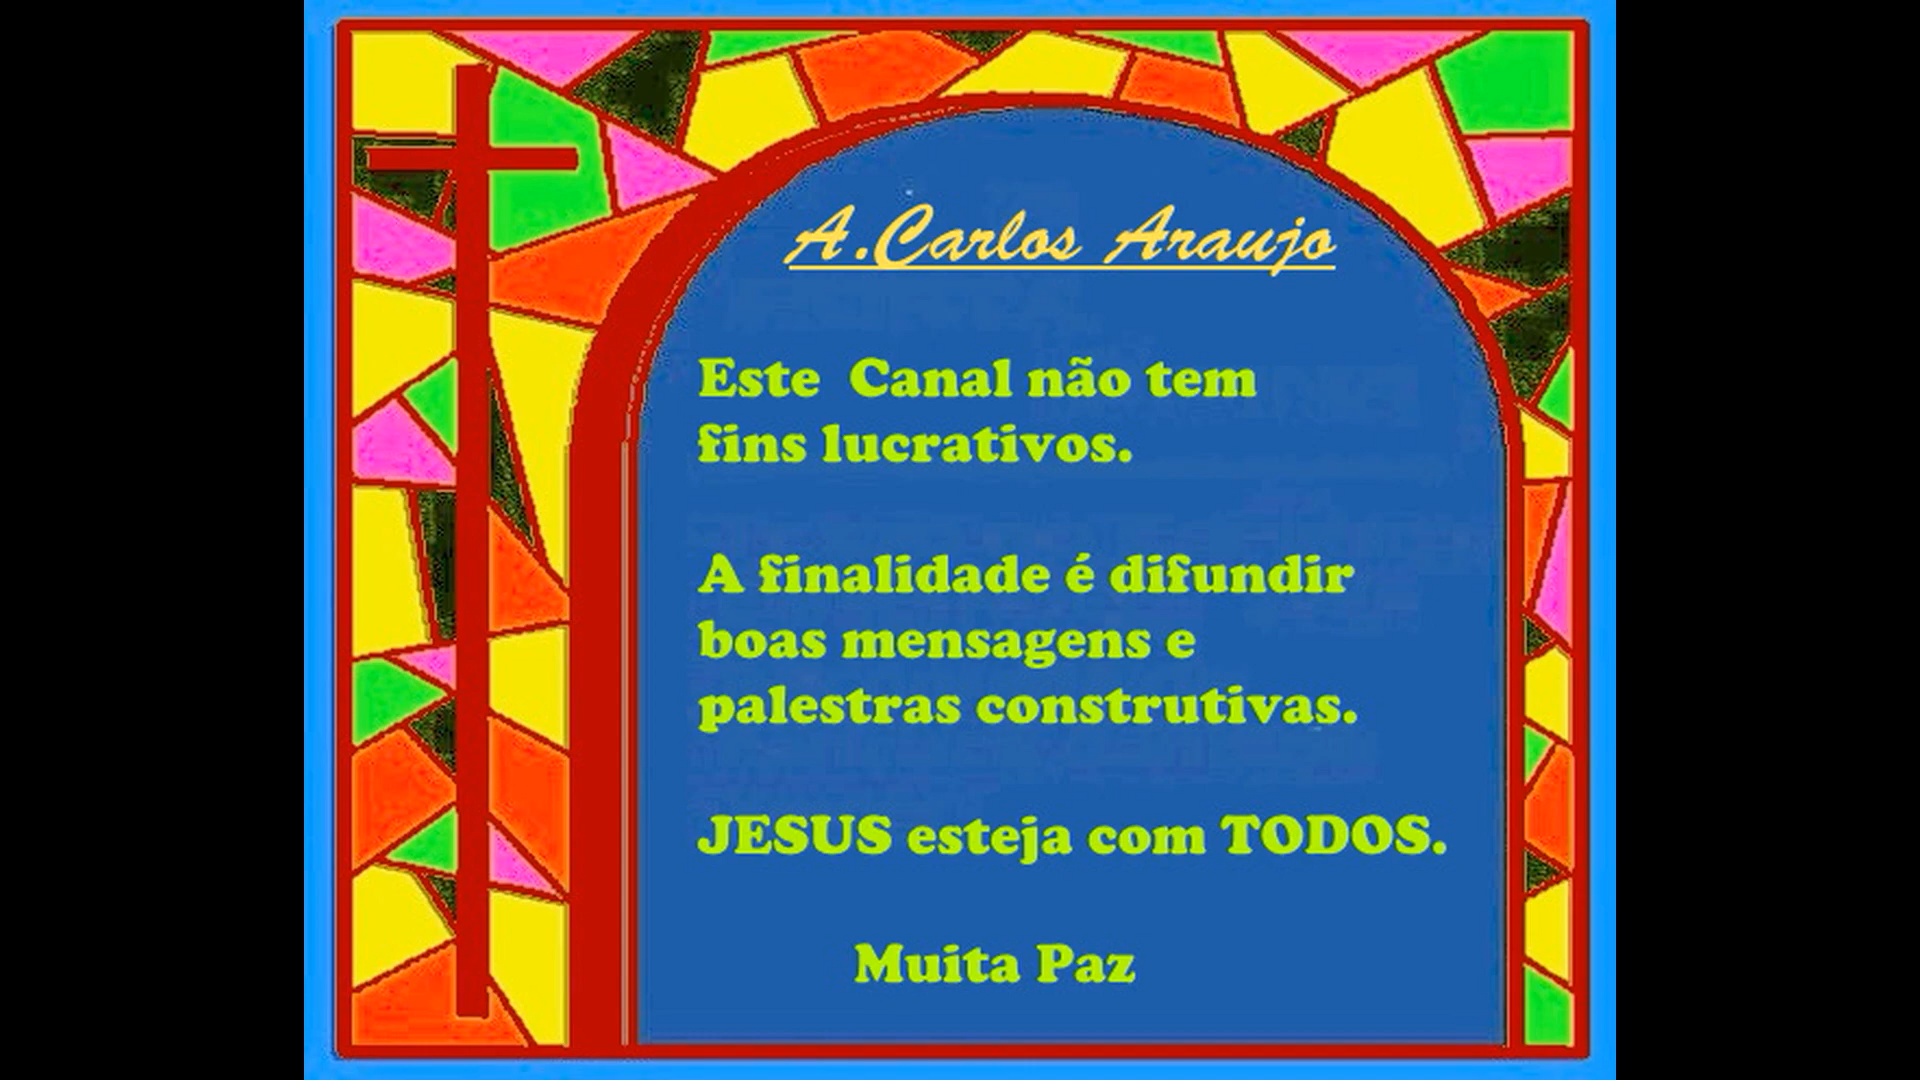 A.Carlos Araujo
Este Canal não tem
fins lucrativos.
A finalidade é difundir
boas mensagens e
palestras construtivas.
JESUS esteja com TODOS.
Muita Paz